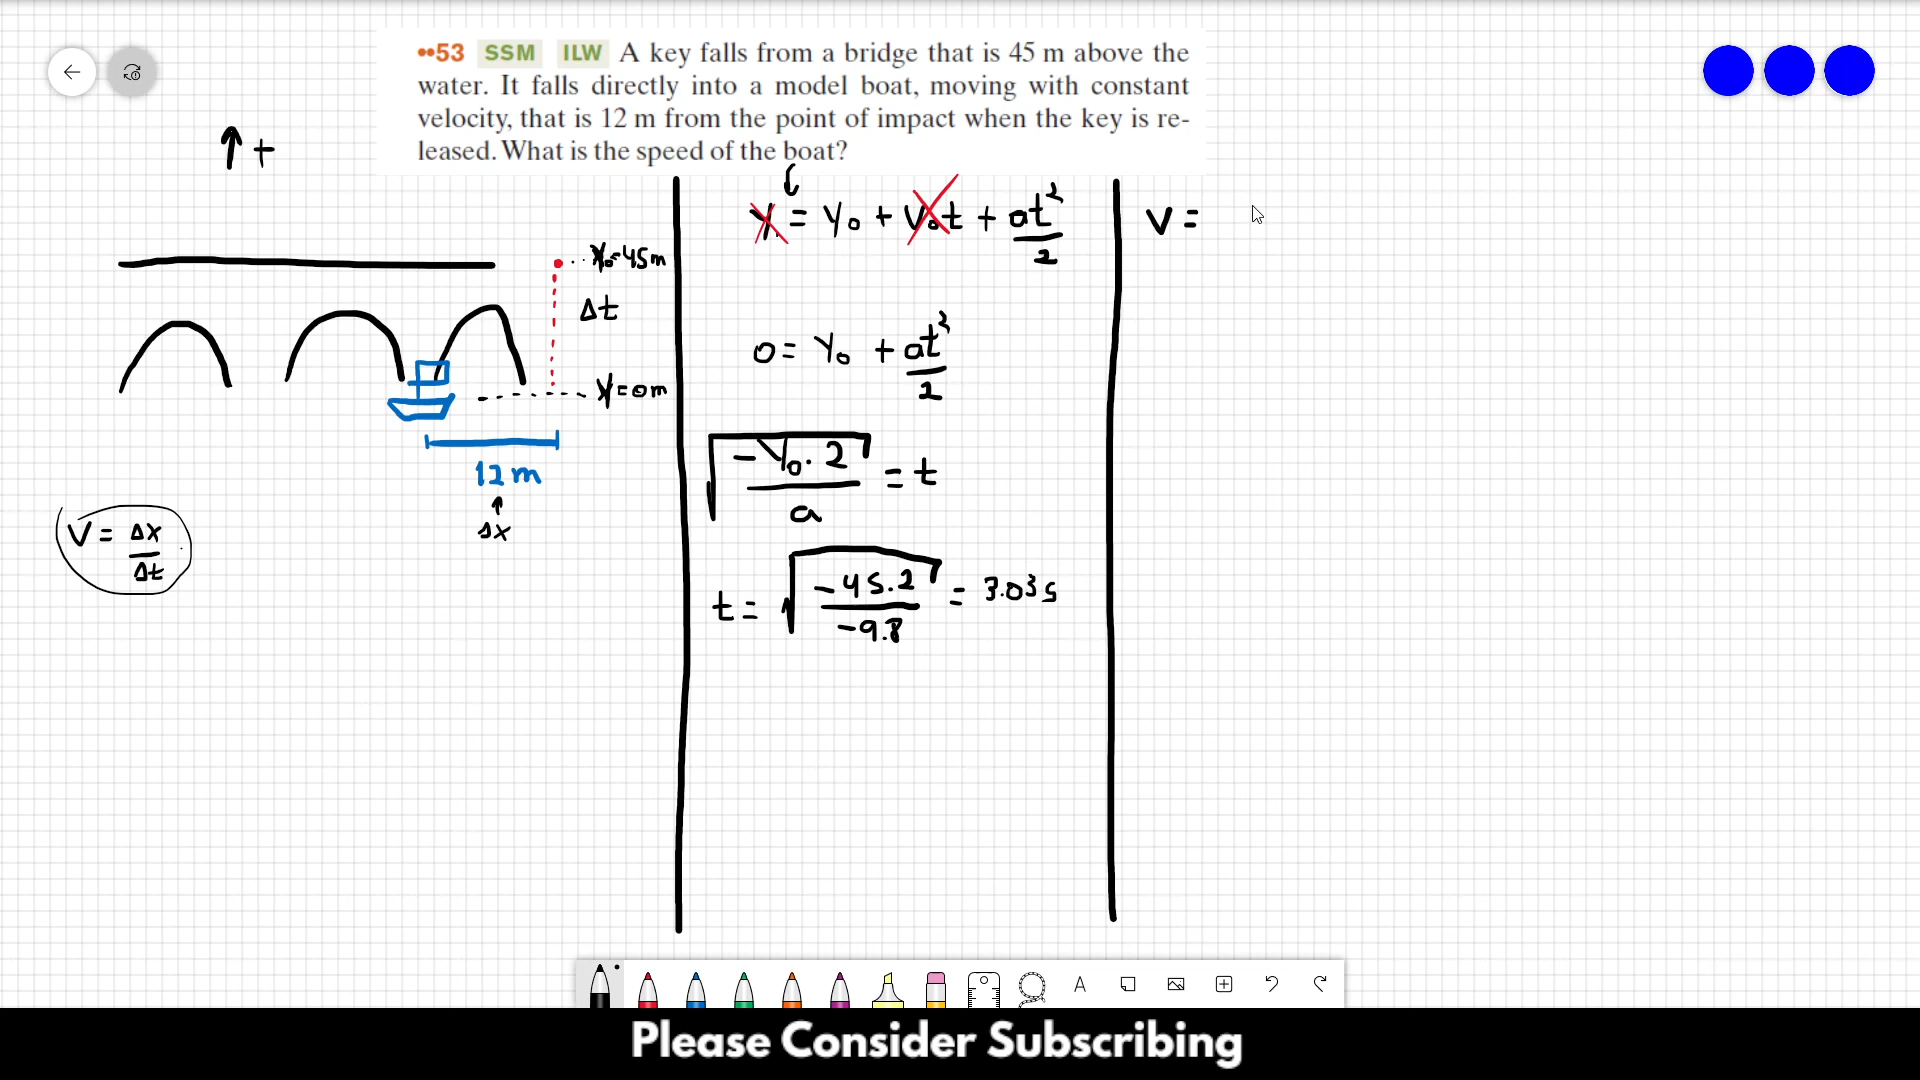 ••53 SSM ILW A key falls from a bridge that is 45 m above the
water. It falls directly into a model boat, moving with constant
velocity, that is 12 m from the point of impact when the key is re-
leased. What is the speed of the boat?
↑ +
Y₀=45m
Δt
Y=0m
12m
↑
Δx
V = Δx/Δt
Y = Y₀ + V₀t + at²/2
0 = Y₀ + at²/2
√(-Y₀.2/a) = t
t = √(-45.2/-9.8) = 3.03s
V =
A
Please Consider Subscribing